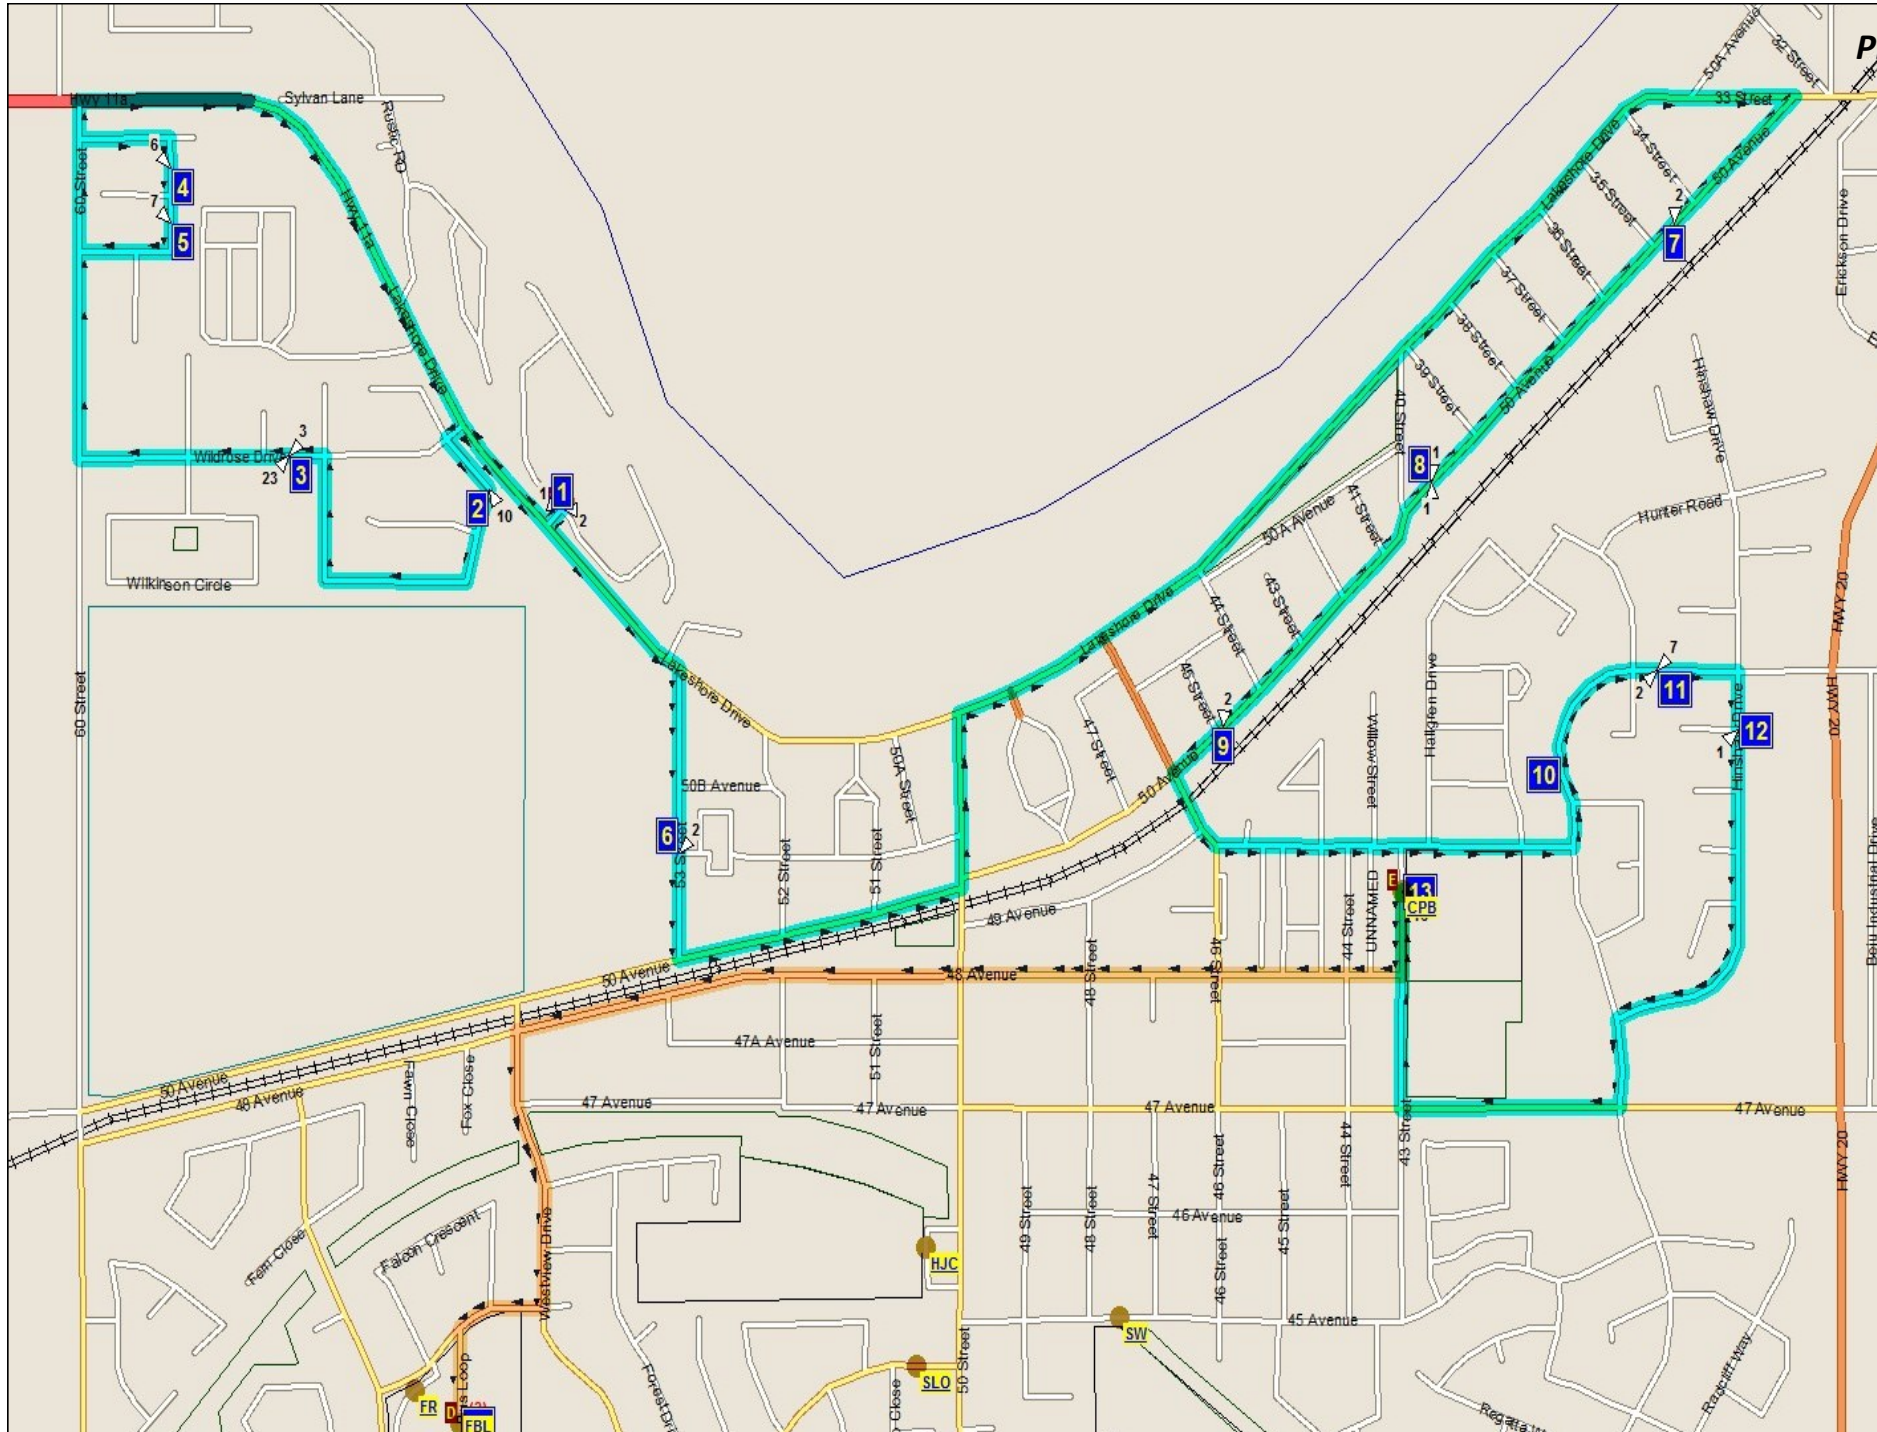 P
50A Avenue
32 Street
Hwy 11a
Sylvan Lane
33 Street
Rustic RD
6
34 Street
50 Avenue
60 Street
4
Lakeshore Drive
35 Street
7
2
Hwy 11a
5
36 Street
7
Erickson Drive
37 Street
Lakeshore Drive
38 Street
39 Street
50 Avenue
40 Street
Hinshaw Drive
3
Wildrose Drive
23
3
1
8
1
2
10
1
2
1
41 Street
50 A Avenue
Hunter Road
Wilkinson Circle
43 Street
44 Street
HWY 20
Lakeshore Drive
Lakeshore Drive
45 Street
7
2
11
60 Street
Hallgren Drive
HWY 20
2
9
12
1
Hinshaw Drive
47 Street
Willow Street
50A Street
50 Avenue
10
50B Avenue
6
2
53 Street
52 Street
51 Street
E
13
CPB
49 Avenue
44 Street
UNNAMED
50 Avenue
48 Avenue
48 Street
46 Street
47A Avenue
51 Street
50 Avenue
48 Avenue
Fawn Close
Fox Close
47 Avenue
47 Avenue
47 Avenue
47 Avenue
43 Street
44 Street
46 Street
HWY 20
47 Street
49 Street
48 Street
46 Avenue
45 Street
Fern Close
Falcon Crescent
Westview Drive
HJC
46 Street
SW
45 Avenue
50 Street
SLO
Radcliff Way
FR
D
FBL